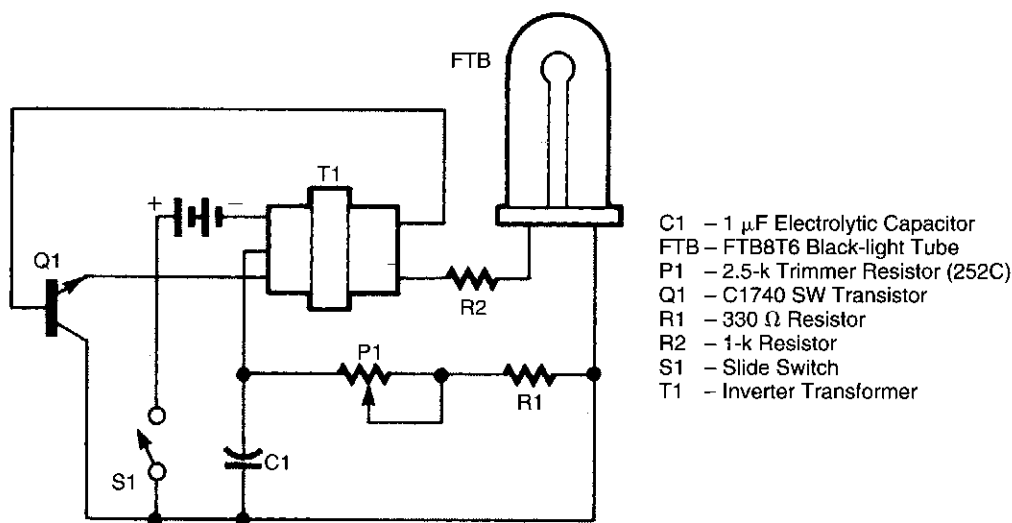 FTB
T1
+
−
Q1
R2
P1
R1
S1
C1
C1 – 1 μF Electrolytic Capacitor
FTB – FTB8T6 Black-light Tube
P1 – 2.5-k Trimmer Resistor (252C)
Q1 – C1740 SW Transistor
R1 – 330 Ω Resistor
R2 – 1-k Resistor
S1 – Slide Switch
T1 – Inverter Transformer